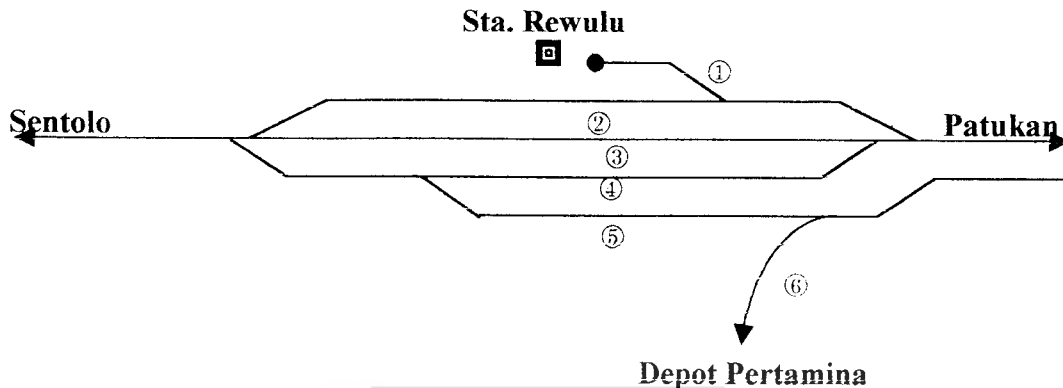 Sta. Rewulu
①
Sentolo
②
Patukan
③
④
⑤
⑥
Depot Pertamina